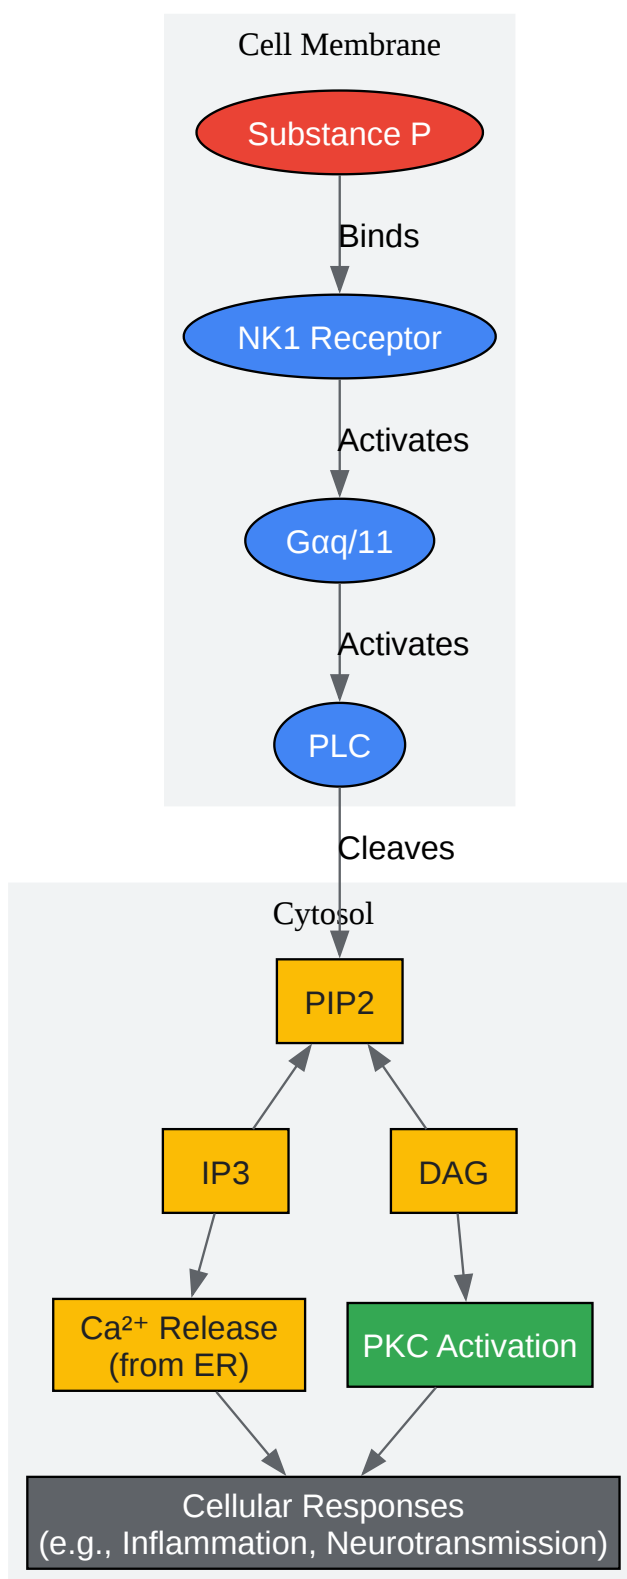 Cell Membrane
Substance P
Binds
NK1 Receptor
Activates
Gαq/11
Activates
PLC
Cleaves
Cytosol
PIP2
IP3
DAG
Ca²⁺ Release
(from ER)
PKC Activation
Cellular Responses
(e.g., Inflammation, Neurotransmission)